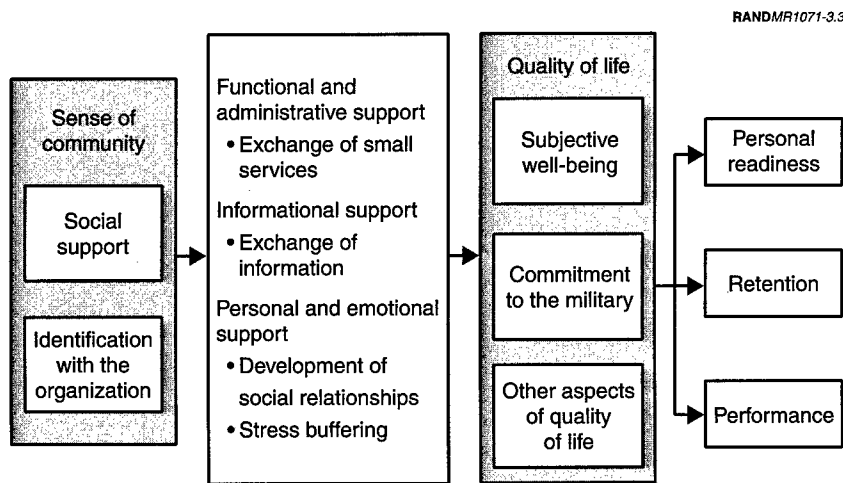 RANDMR1071-3.3
Sense of
community
Social
support
Identification
with the
organization
Functional and
administrative support
• Exchange of small
services
Informational support
• Exchange of
information
Personal and emotional
support
• Development of
social relationships
• Stress buffering
Quality of life
Subjective
well-being
Commitment
to the military
Other aspects
of quality
of life
Personal
readiness
Retention
Performance